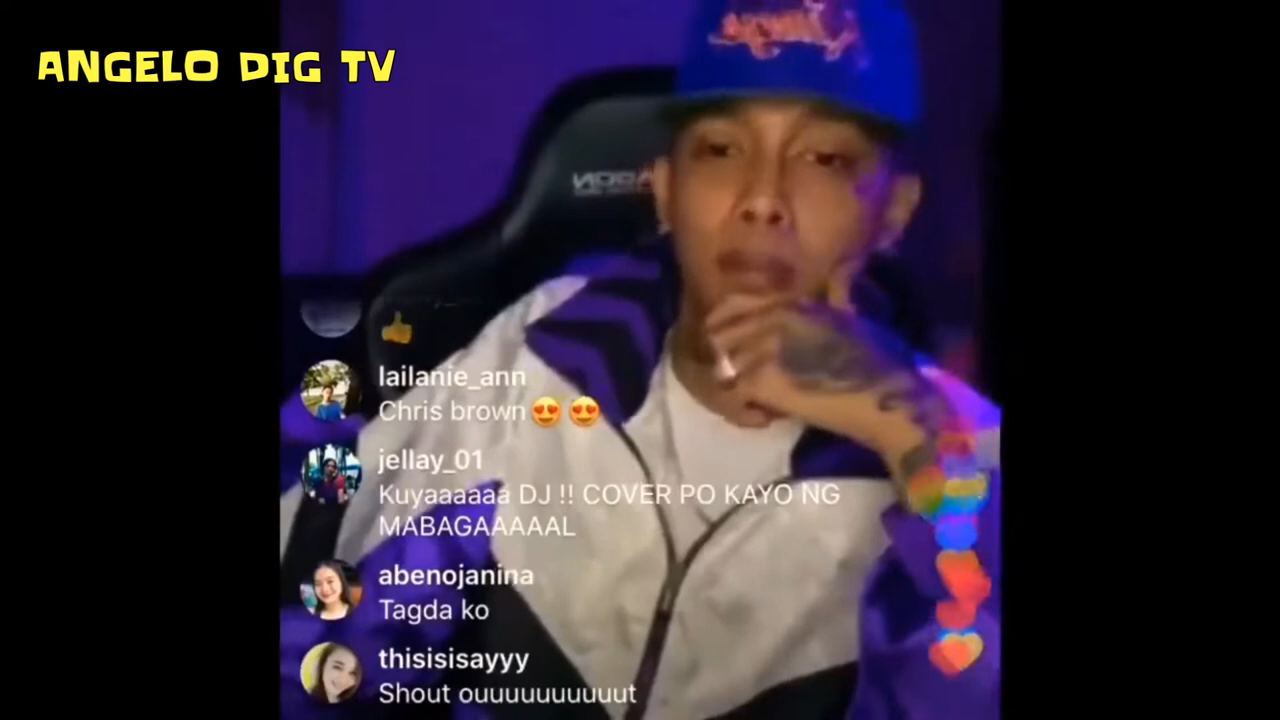 ANGELO DIG TV
lailanie_ann
Chris brown😍😍
jellay_01
Kuyaaaaaa DJ !! COVER PO KAYO NG
MABAGAAAAAL
abenojanina
Tagda ko
thisisisayyy
Shout ouuuuuuuuuut